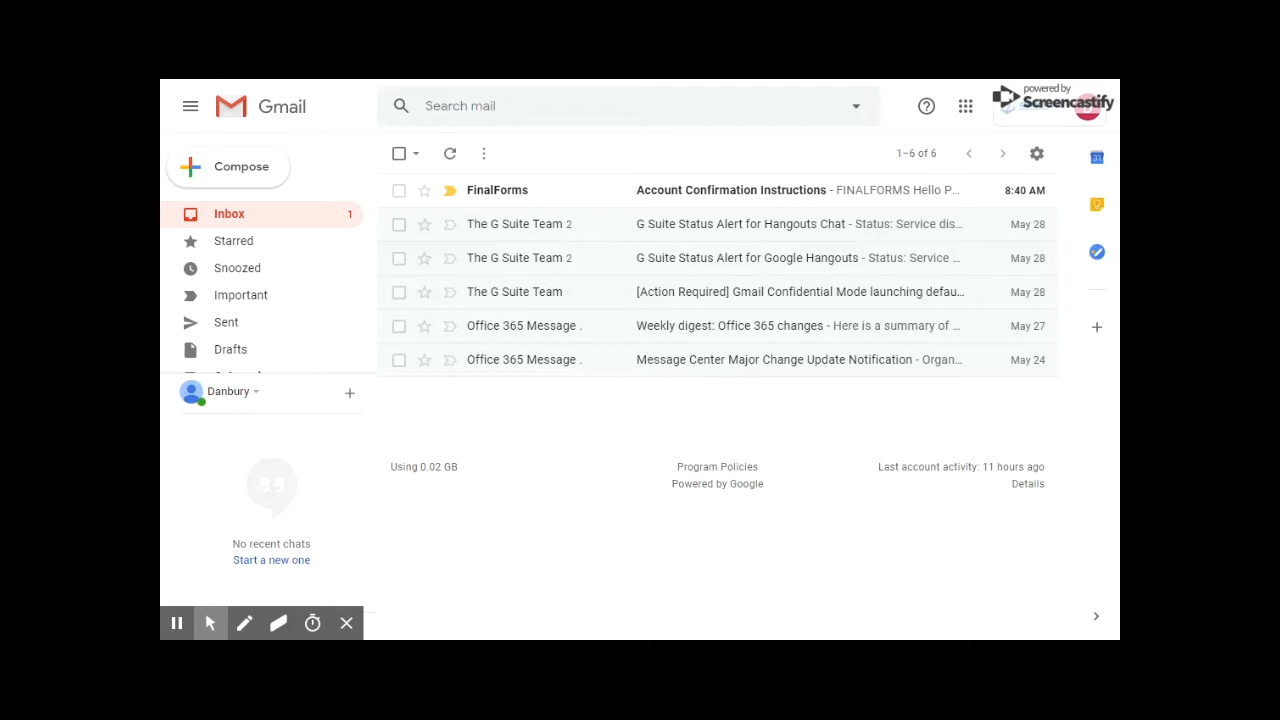 Gmail
Search mail
powered by
Screencastify
Compose
1–6 of 6
Inbox 1
Starred
Snoozed
Important
Sent
Drafts
FinalForms Account Confirmation Instructions - FINALFORMS Hello P... 8:40 AM
The G Suite Team 2 G Suite Status Alert for Hangouts Chat - Status: Service dis... May 28
The G Suite Team 2 G Suite Status Alert for Google Hangouts - Status: Service ... May 28
The G Suite Team [Action Required] Gmail Confidential Mode launching defau... May 28
Office 365 Message . Weekly digest: Office 365 changes - Here is a summary of ... May 27
Office 365 Message . Message Center Major Change Update Notification - Organ... May 24
31
Danbury
No recent chats
Start a new one
Using 0.02 GB
Program Policies
Powered by Google
Last account activity: 11 hours ago
Details